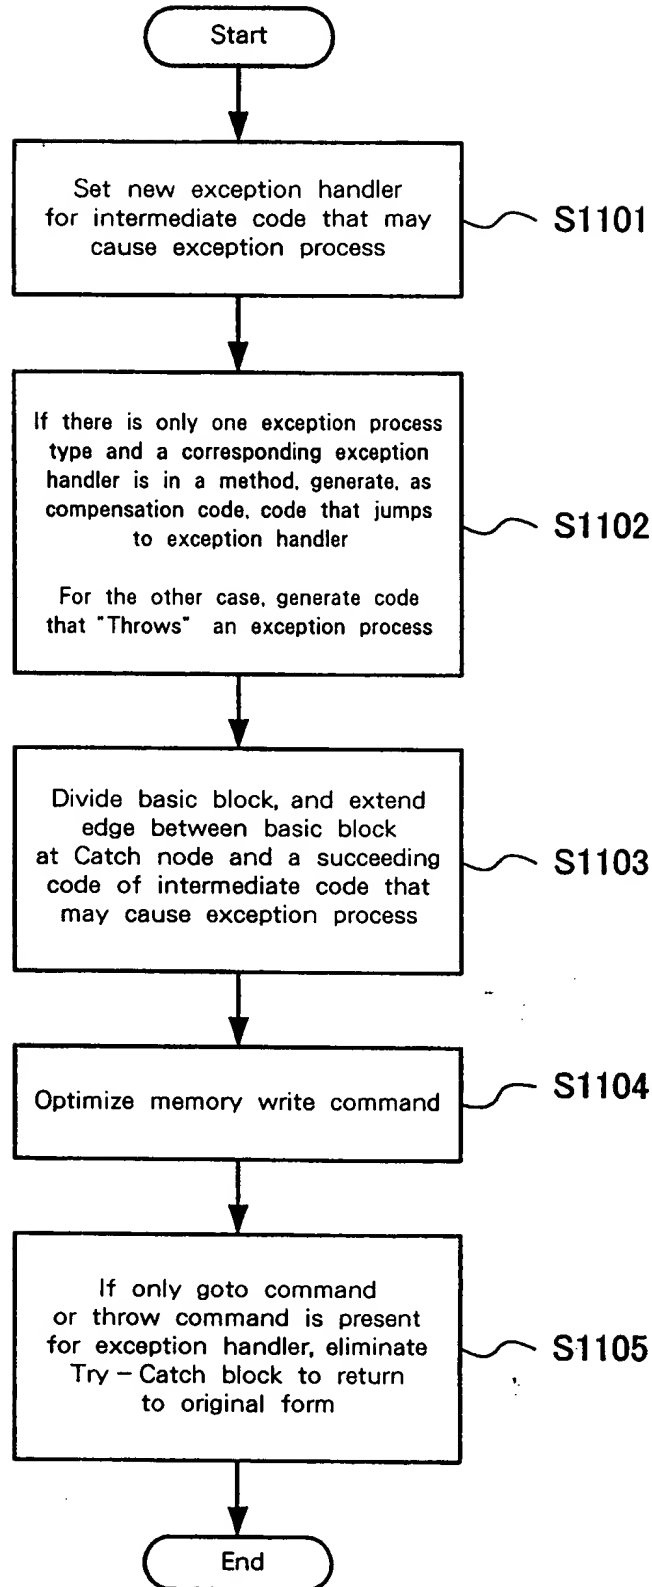 Start
Set new exception handler
for intermediate code that may
cause exception process
S1101
If there is only one exception process
type and a corresponding exception
handler is in a method, generate, as
compensation code, code that jumps
to exception handler
For the other case, generate code
that "Throws" an exception process
S1102
Divide basic block, and extend
edge between basic block
at Catch node and a succeeding
code of intermediate code that
may cause exception process
S1103
Optimize memory write command
S1104
If only goto command
or throw command is present
for exception handler, eliminate
Try – Catch block to return
to original form
S1105
End